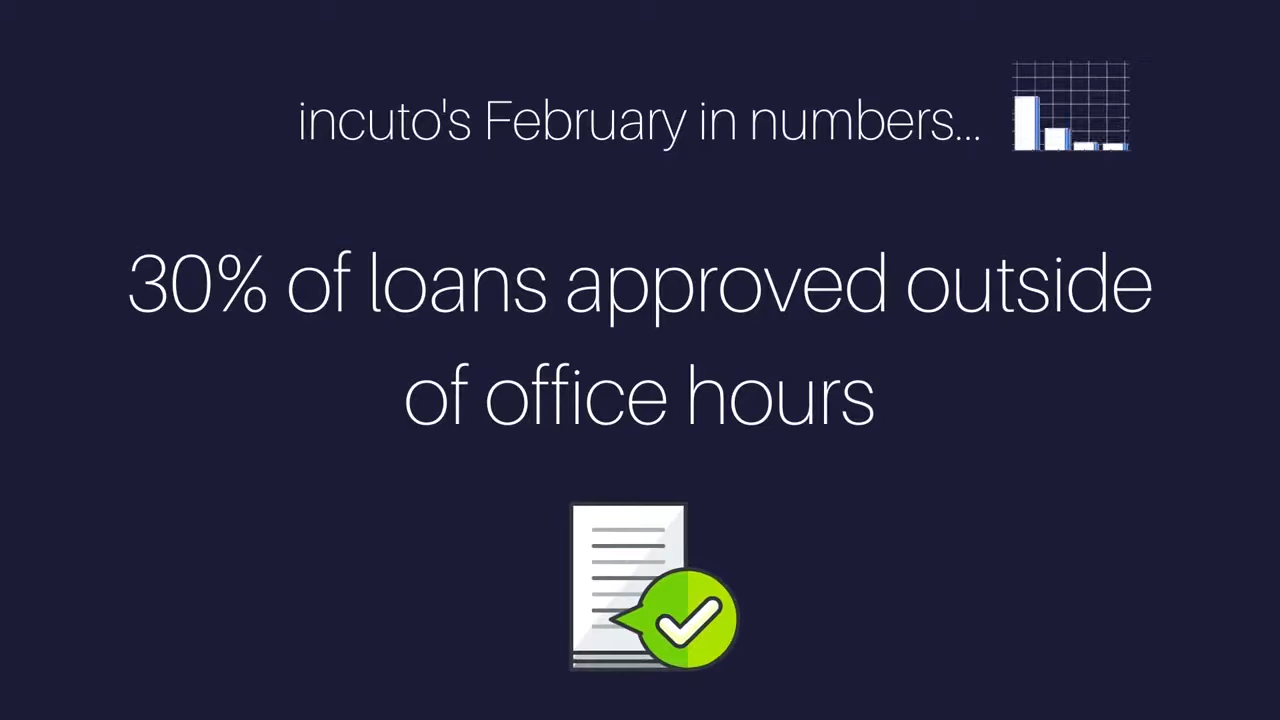 incuto's February in numbers...
30% of loans approved outside
of office hours